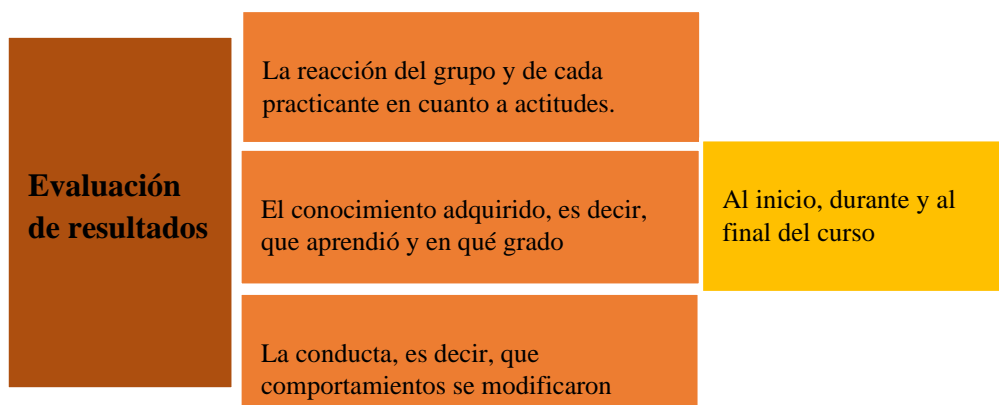 Evaluación
de resultados
La reacción del grupo y de cada
practicante en cuanto a actitudes.
El conocimiento adquirido, es decir,
que aprendió y en qué grado
La conducta, es decir, que
comportamientos se modificaron
Al inicio, durante y al
final del curso